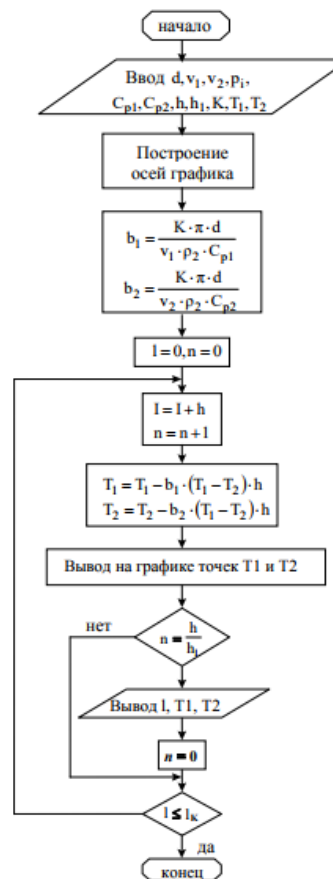 начало
Ввод d, v₁, v₂, pᵢ,
Cₚ₁, Cₚ₂, h, h₁, K, T₁, T₂
Построение
осей графика
b₁ = (K · π · d) / (v₁ · ρ₂ · Cₚ₁)
b₂ = (K · π · d) / (v₂ · ρ₂ · Cₚ₂)
l = 0, n = 0
I = I + h
n = n + 1
T₁ = T₁ − b₁ · (T₁ − T₂) · h
T₂ = T₂ − b₂ · (T₁ − T₂) · h
Вывод на графике точек T1 и T2
нет
n = h / h₁
Вывод l, T1, T2
n = 0
l ≤ lₖ
да
конец